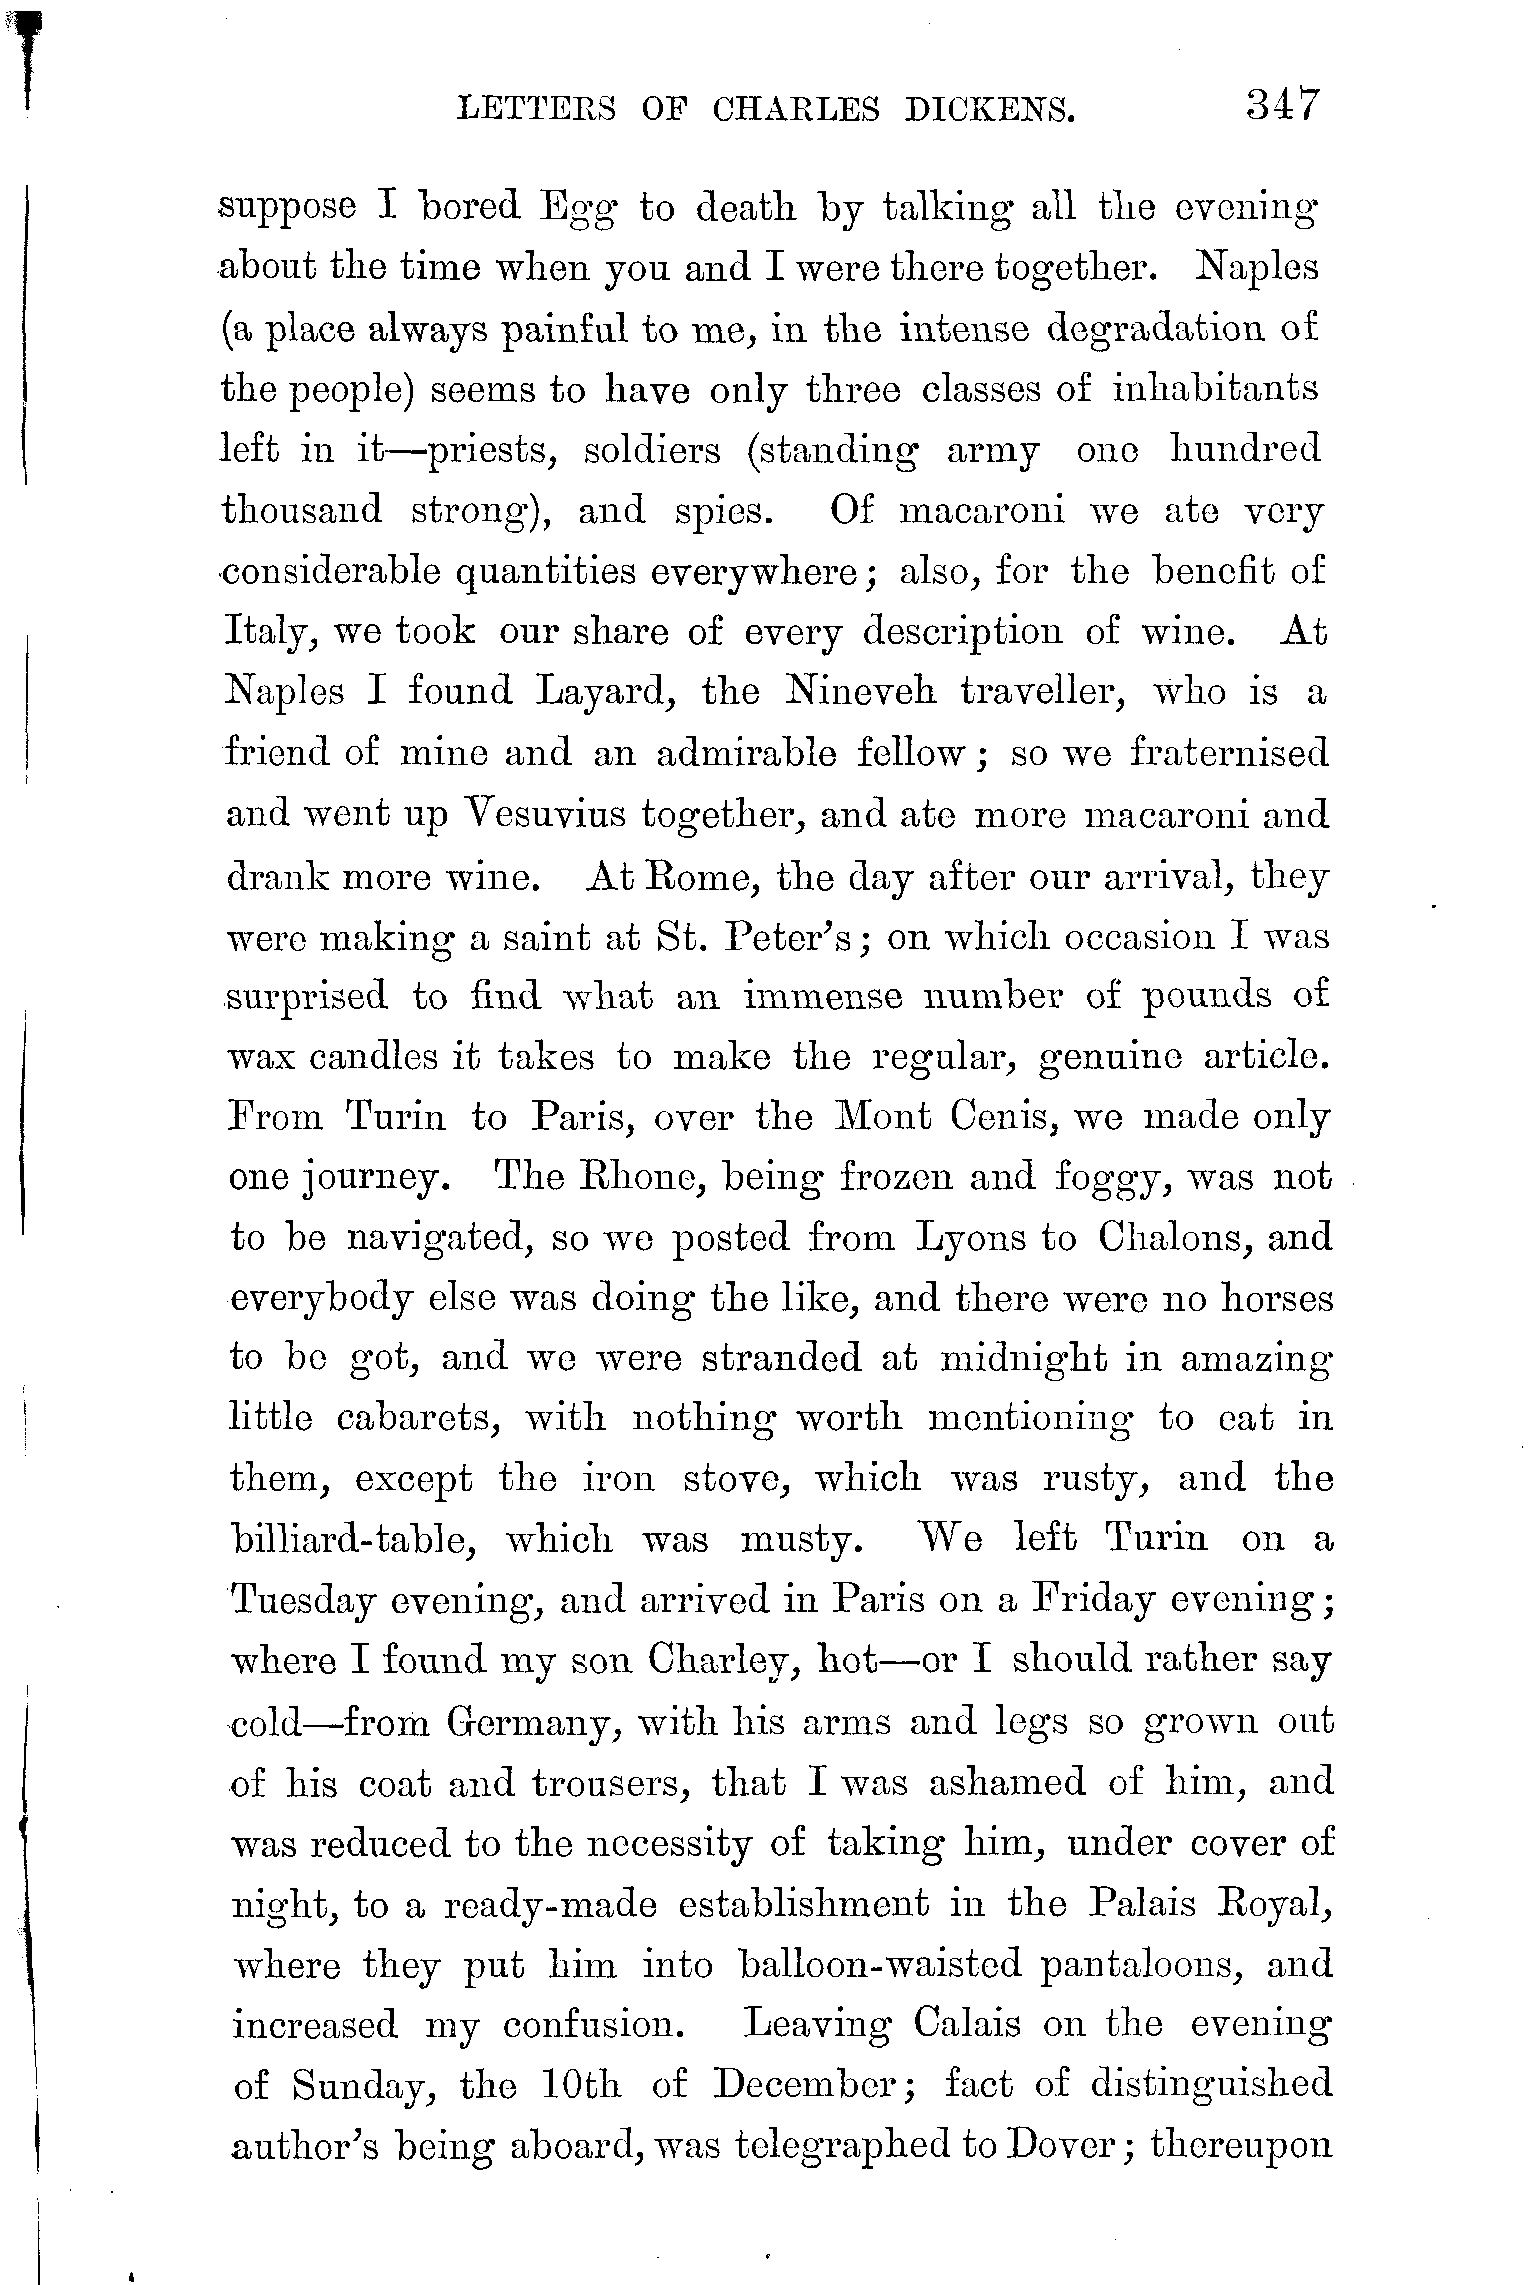 LETTERS OF CHARLES DICKENS. 347
suppose I bored Egg to death by talking all the evening
about the time when you and I were there together. Naples
(a place always painful to me, in the intense degradation of
the people) seems to have only three classes of inhabitants
left in it—priests, soldiers (standing army one hundred
thousand strong), and spies. Of macaroni we ate very
considerable quantities everywhere; also, for the benefit of
Italy, we took our share of every description of wine. At
Naples I found Layard, the Nineveh traveller, who is a
friend of mine and an admirable fellow; so we fraternised
and went up Vesuvius together, and ate more macaroni and
drank more wine. At Rome, the day after our arrival, they
were making a saint at St. Peter's; on which occasion I was
surprised to find what an immense number of pounds of
wax candles it takes to make the regular, genuine article.
From Turin to Paris, over the Mont Cenis, we made only
one journey. The Rhone, being frozen and foggy, was not
to be navigated, so we posted from Lyons to Chalons, and
everybody else was doing the like, and there were no horses
to be got, and we were stranded at midnight in amazing
little cabarets, with nothing worth mentioning to eat in
them, except the iron stove, which was rusty, and the
billiard-table, which was musty. We left Turin on a
Tuesday evening, and arrived in Paris on a Friday evening;
where I found my son Charley, hot—or I should rather say
cold—from Germany, with his arms and legs so grown out
of his coat and trousers, that I was ashamed of him, and
was reduced to the necessity of taking him, under cover of
night, to a ready-made establishment in the Palais Royal,
where they put him into balloon-waisted pantaloons, and
increased my confusion. Leaving Calais on the evening
of Sunday, the 10th of December; fact of distinguished
author's being aboard, was telegraphed to Dover; thereupon